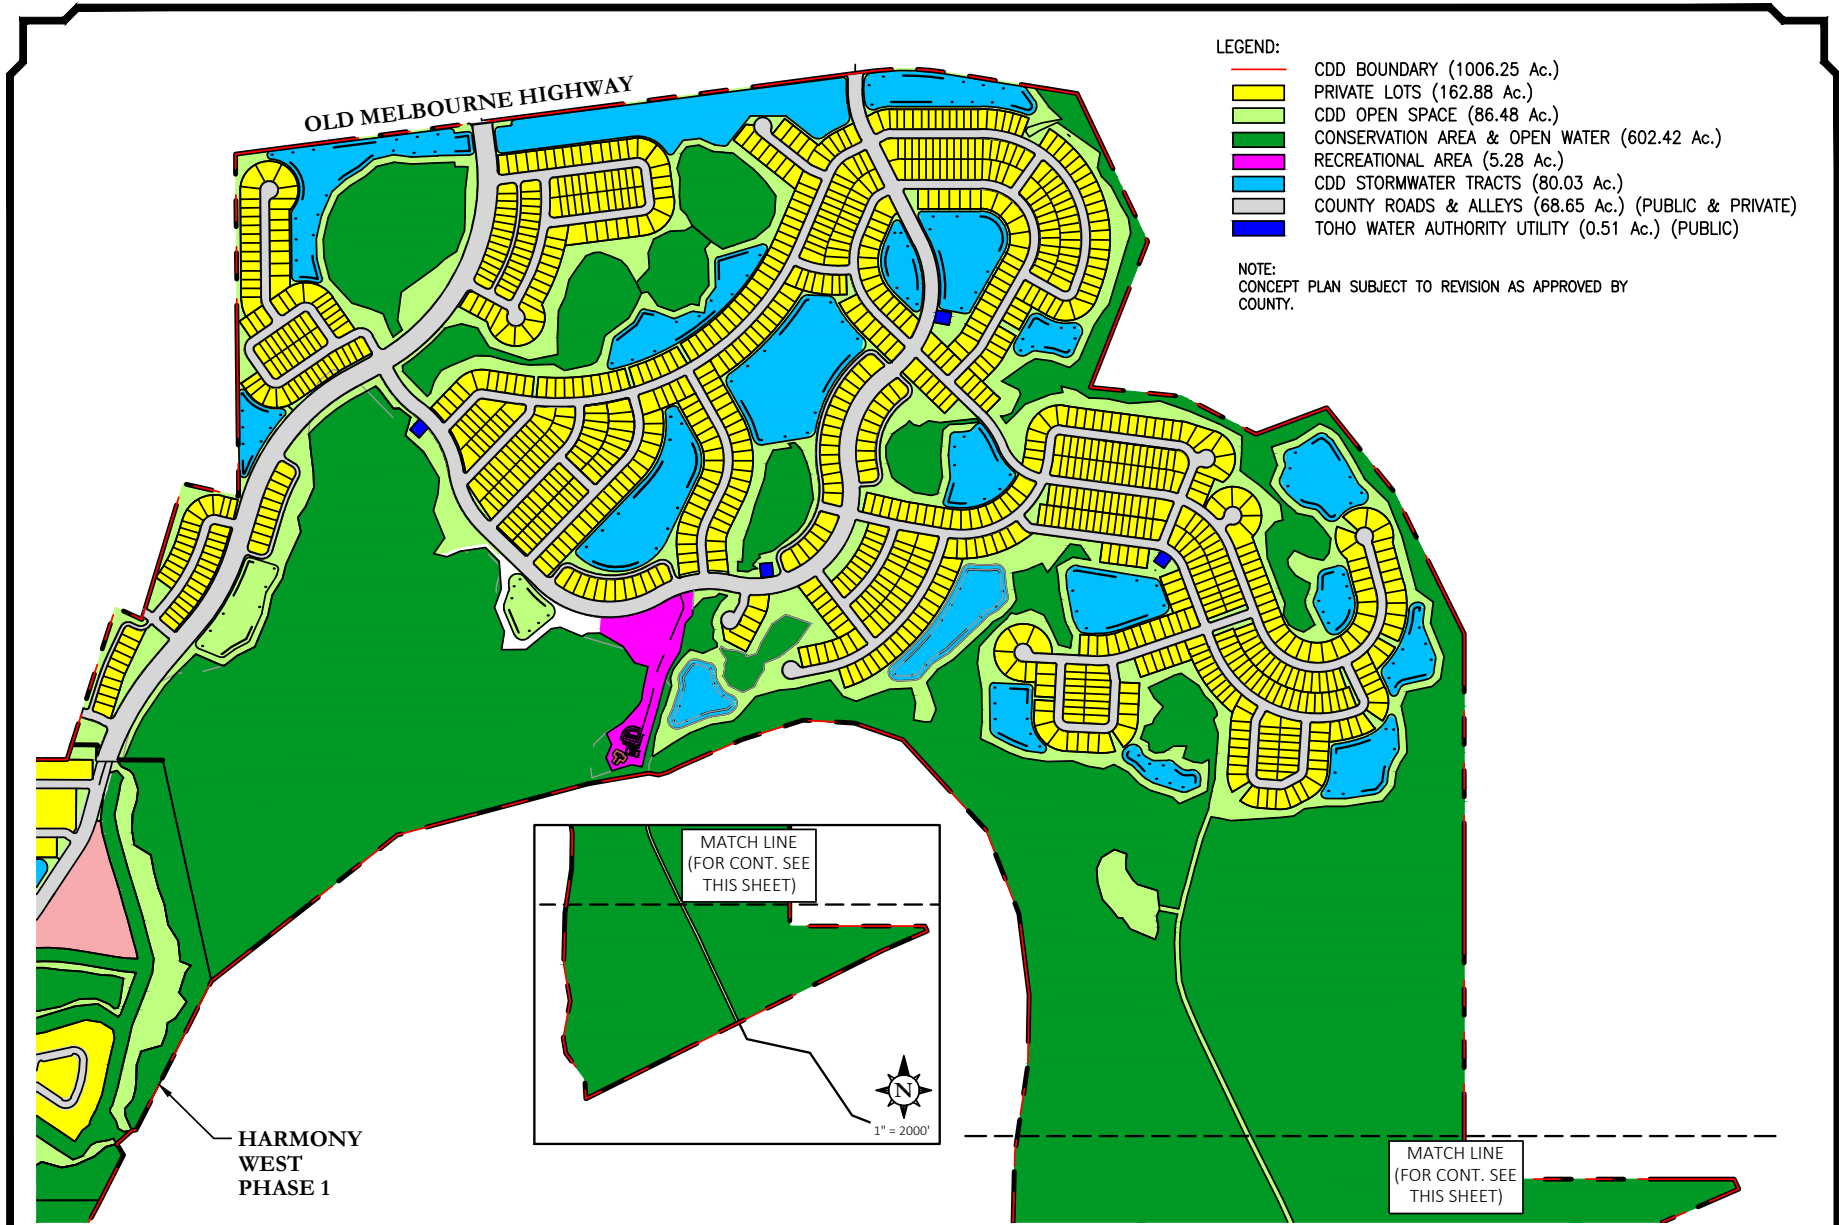 OLD MELBOURNE HIGHWAY
LEGEND:
CDD BOUNDARY (1006.25 Ac.)
PRIVATE LOTS (162.88 Ac.)
CDD OPEN SPACE (86.48 Ac.)
CONSERVATION AREA & OPEN WATER (602.42 Ac.)
RECREATIONAL AREA (5.28 Ac.)
CDD STORMWATER TRACTS (80.03 Ac.)
COUNTY ROADS & ALLEYS (68.65 Ac.) (PUBLIC & PRIVATE)
TOHO WATER AUTHORITY UTILITY (0.51 Ac.) (PUBLIC)
NOTE:
CONCEPT PLAN SUBJECT TO REVISION AS APPROVED BY
COUNTY.
MATCH LINE
(FOR CONT. SEE
THIS SHEET)
N
1" = 2000'
HARMONY
WEST
PHASE 1
MATCH LINE
(FOR CONT. SEE
THIS SHEET)